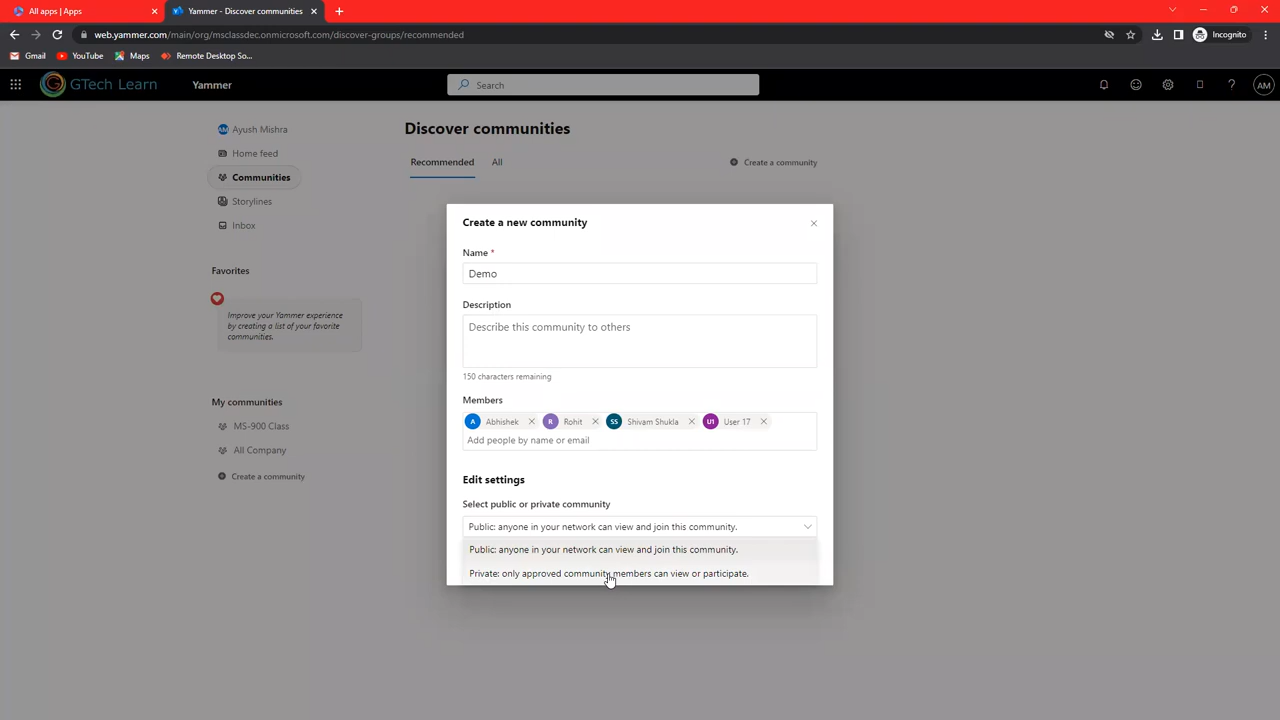 All apps | Apps
Yammer - Discover communities
web.yammer.com/main/org/msclassdec.onmicrosoft.com/discover-groups/recommended
Incognito
Gmail
YouTube
Maps
Remote Desktop So...
GTech Learn
Yammer
Search
?
AM
AM Ayush Mishra
Home feed
Communities
Storylines
Inbox
Favorites
Improve your Yammer experience
by creating a list of your favorite
communities.
My communities
MS-900 Class
All Company
Create a community
Discover communities
Recommended
All
Create a community
Create a new community
Name *
Demo
Description
Describe this community to others
150 characters remaining
Members
A Abhishek
R Rohit
SS Shivam Shukla
U1 User 17
Add people by name or email
Edit settings
Select public or private community
Public: anyone in your network can view and join this community.
Public: anyone in your network can view and join this community.
Private: only approved community members can view or participate.